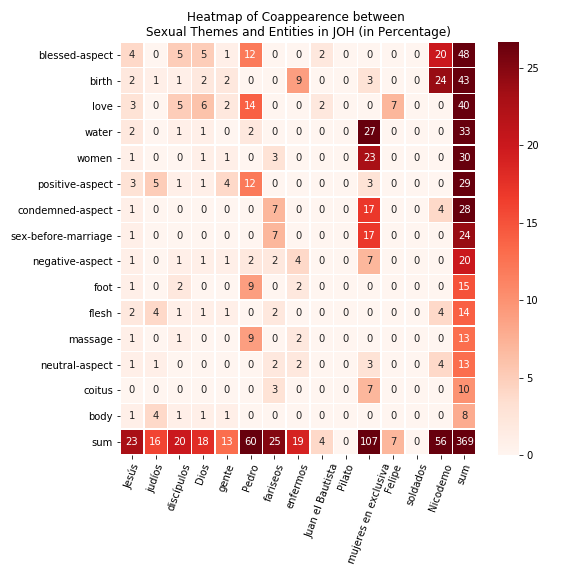 Heatmap of Coappearence between
Sexual Themes and Entities in JOH (in Percentage)
blessed-aspect 4 0 5 5 1 12 0 0 2 0 0 0 0 20 48
birth 2 1 1 2 2 0 0 9 0 0 3 0 0 24 43
love 3 0 5 6 2 14 0 0 2 0 0 7 0 0 40
water 2 0 1 1 0 2 0 0 0 0 27 0 0 0 33
women 1 0 0 1 1 0 3 0 0 0 23 0 0 0 30
positive-aspect 3 5 1 1 4 12 0 0 0 0 3 0 0 0 29
condemned-aspect 1 0 0 0 0 0 7 0 0 0 17 0 0 4 28
sex-before-marriage 1 0 0 0 0 0 7 0 0 0 17 0 0 0 24
negative-aspect 1 0 1 1 1 2 2 4 0 0 7 0 0 0 20
foot 1 0 2 0 0 9 0 2 0 0 0 0 0 0 15
flesh 2 4 1 1 1 0 2 0 0 0 0 0 0 4 14
massage 1 0 1 0 0 9 0 2 0 0 0 0 0 0 13
neutral-aspect 1 1 0 0 0 0 2 2 0 0 3 0 0 4 13
coitus 0 0 0 0 0 0 3 0 0 0 7 0 0 0 10
body 1 4 1 1 1 0 0 0 0 0 0 0 0 0 8
sum 23 16 20 18 13 60 25 19 4 0 107 7 0 56 369
Jesús
judíos
discípulos
Dios
gente
Pedro
fariseos
enfermos
Juan el Bautista
Pilato
mujeres en exclusiva
Felipe
soldados
Nicodemo
sum
25
20
15
10
5
0